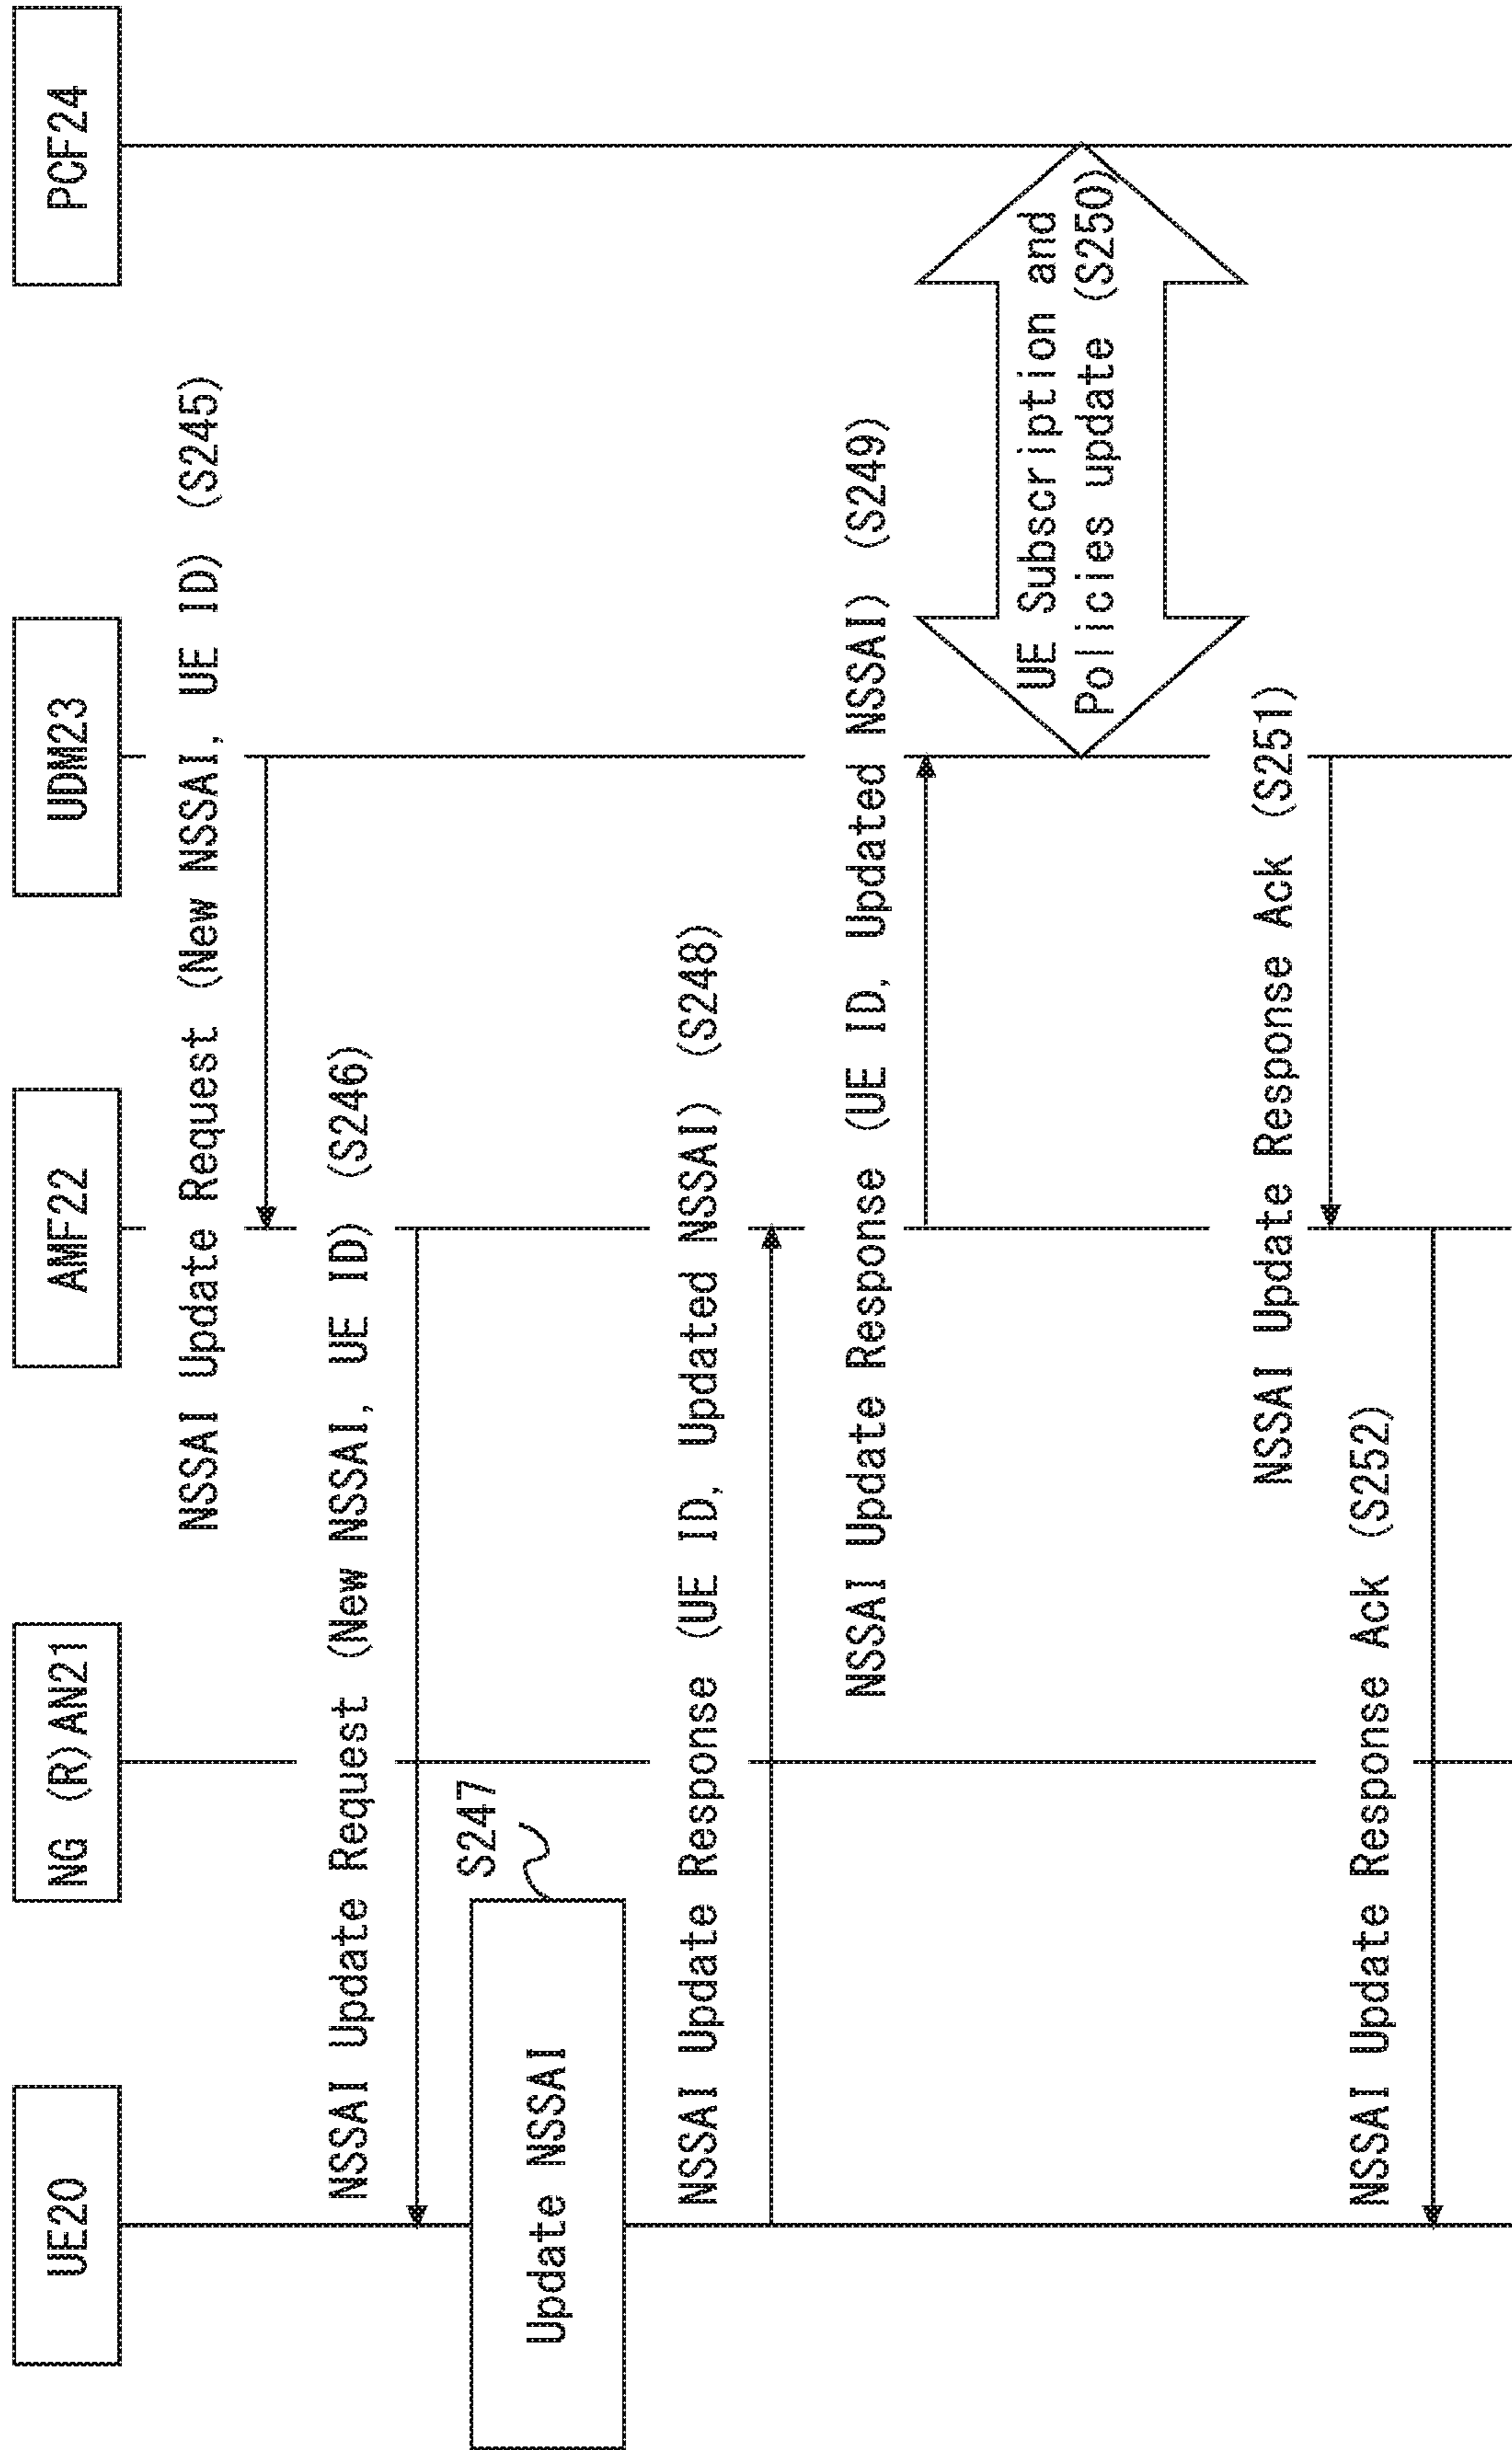 UE20
NG (R) AN21
AMF22
UDM23
PCF24
NSSAI Update Request (New NSSAI, UE ID) (S245)
NSSAI Update Request (New NSSAI, UE ID) (S246)
S247
Update NSSAI
NSSAI Update Response (UE ID, Updated NSSAI) (S248)
NSSAI Update Response (UE ID, Updated NSSAI) (S249)
UE Subscription and
Policies update (S250)
NSSAI Update Response Ack (S251)
NSSAI Update Response Ack (S252)